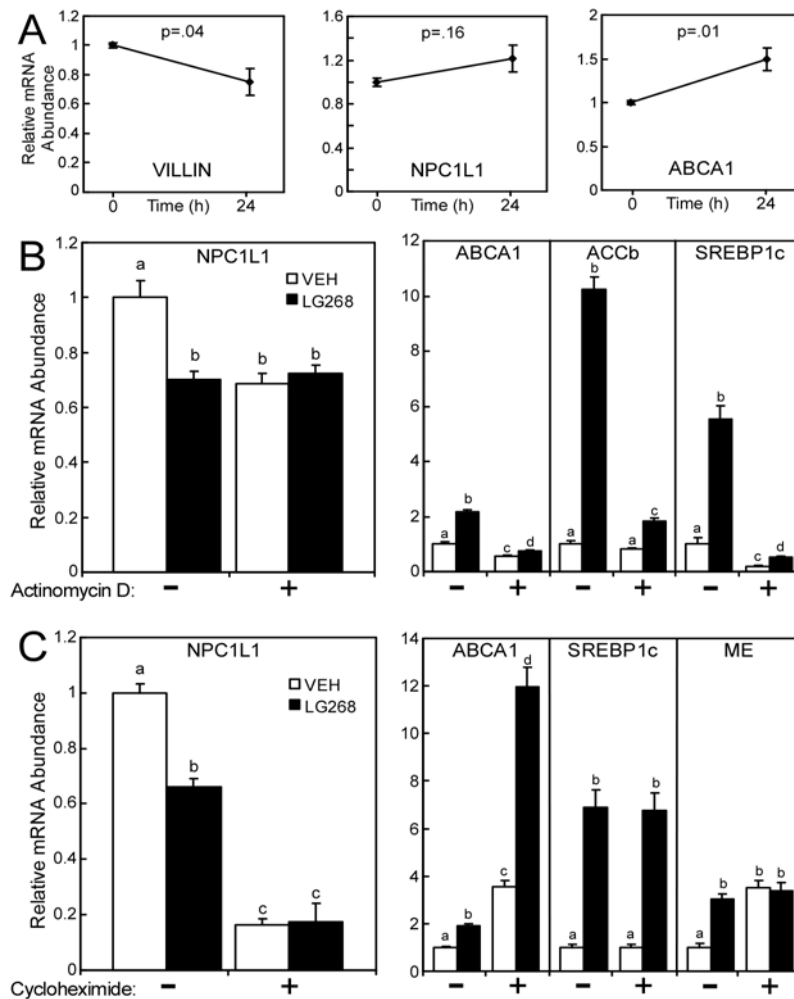 A
Relative mRNA
Abundance
1.2
1
0.8
0.6
0.4
0.2
0
p=.04
VILLIN
0 Time (h) 24
1.6
1.2
0.8
0.4
0
p=.16
NPC1L1
0 Time (h) 24
2
1.5
1
0.5
0
p=.01
ABCA1
0 Time (h) 24
B
Relative mRNA Abundance
1.2
1
0.8
0.6
0.4
0.2
0
NPC1L1
VEH
LG268
a b b b
Actinomycin D: – +
12
10
8
6
4
2
0
ABCA1 ACCb SREBP1c
a b c d a b a c a b c d
– + – + – +
C
Relative mRNA Abundance
1.2
1
0.8
0.6
0.4
0.2
0
NPC1L1
VEH
LG268
a b c c
Cycloheximide: – +
14
12
10
8
6
4
2
0
ABCA1 SREBP1c ME
a b c d a b a b a b b b
– + – + – +